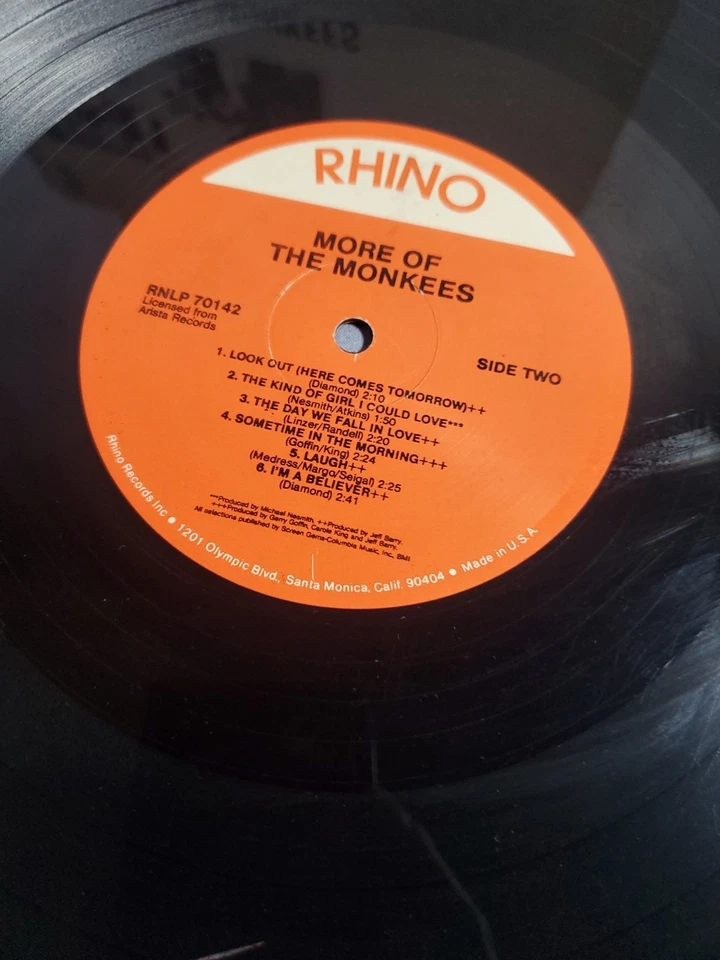 RHINO
MORE OF
THE MONKEES
RNLP 70142
Licensed from
Arista Records
SIDE TWO
1. LOOK OUT (HERE COMES TOMORROW)++
(Diamond) 2:10
2. THE KIND OF GIRL I COULD LOVE***
(Nesmith/Atkins) 1:50
3. THE DAY WE FALL IN LOVE++
(Linzer/Randell) 2:20
4. SOMETIME IN THE MORNING+++
(Goffin/King) 2:24
5. LAUGH++
(Medress/Margo/Seigal) 2:25
6. I'M A BELIEVER++
(Diamond) 2:41
***Produced by Michael Nesmith, ++Produced by Jeff Barry.
+++Produced by Gerry Goffin, Carole King and Jeff Barry.
All selections published by Screen Gems-Columbia Music, Inc. BMI
Rhino Records Inc • 1201 Olympic Blvd., Santa Monica, Calif. 90404 • Made in U.S.A.